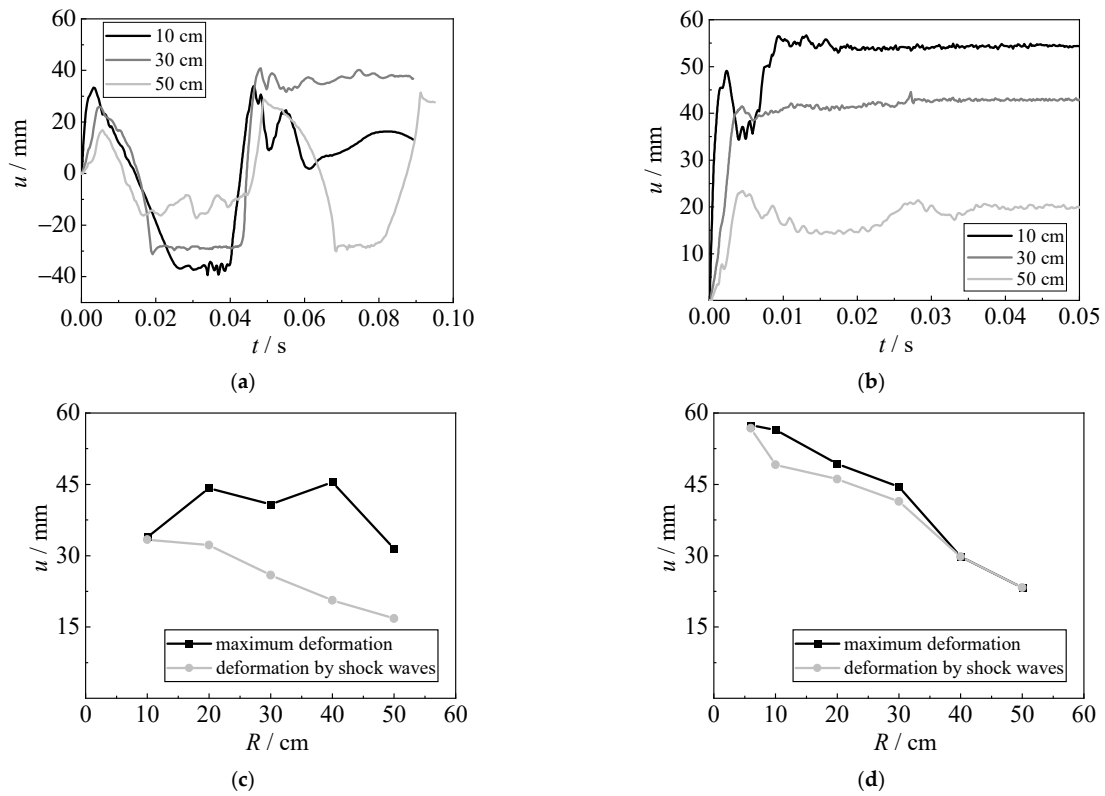 60
40
20
0
−20
−40
u / mm
10 cm
30 cm
50 cm
0.00 0.02 0.04 0.06 0.08 0.10
t / s
(a)
60
50
40
30
20
10
u / mm
10 cm
30 cm
50 cm
0.00 0.01 0.02 0.03 0.04 0.05
t / s
(b)
60
45
30
15
u / mm
maximum deformation
deformation by shock waves
0 10 20 30 40 50 60
R / cm
(c)
60
45
30
15
u / mm
maximum deformation
deformation by shock waves
0 10 20 30 40 50 60
R / cm
(d)